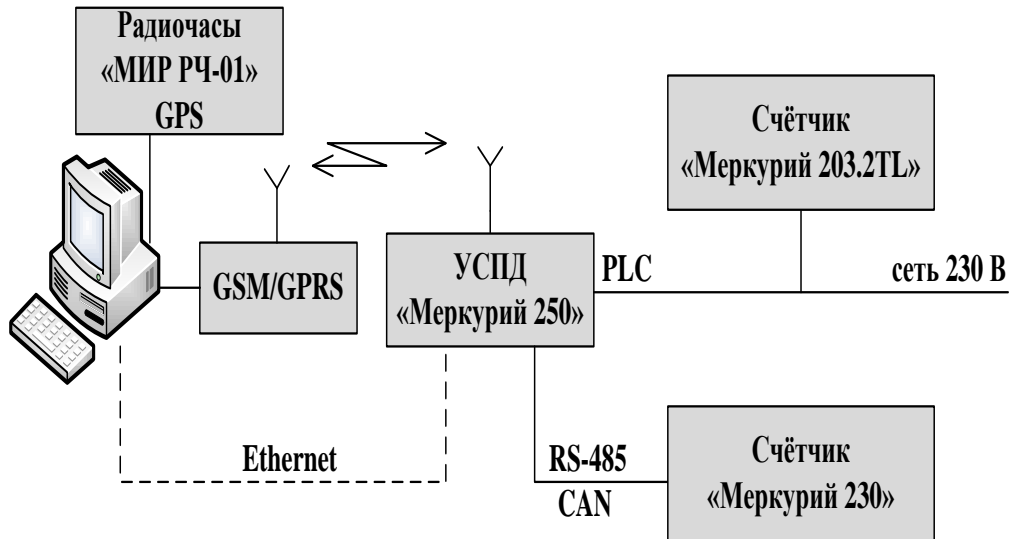 Радиочасы
«МИР РЧ-01»
GPS
Счётчик
«Меркурий 203.2TL»
GSM/GPRS
УСПД
«Меркурий 250»
PLC
сеть 230 В
Ethernet
RS-485
CAN
Счётчик
«Меркурий 230»